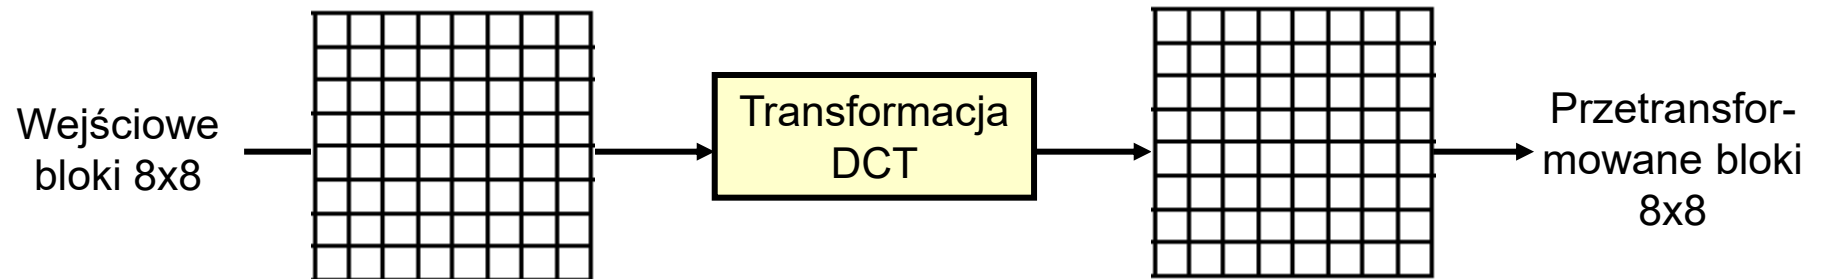 Wejściowe
bloki 8x8
Transformacja
DCT
Przetransfor-
mowane bloki
8x8